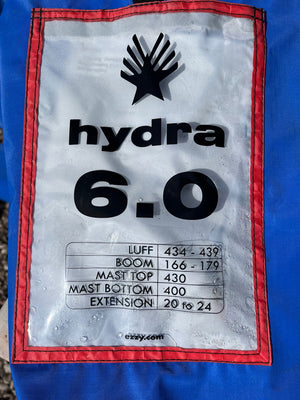 hydra
6.0
LUFF 434 - 439
BOOM 166 - 179
MAST TOP 430
MAST BOTTOM 400
EXTENSION 20 to 24
ezzy.com